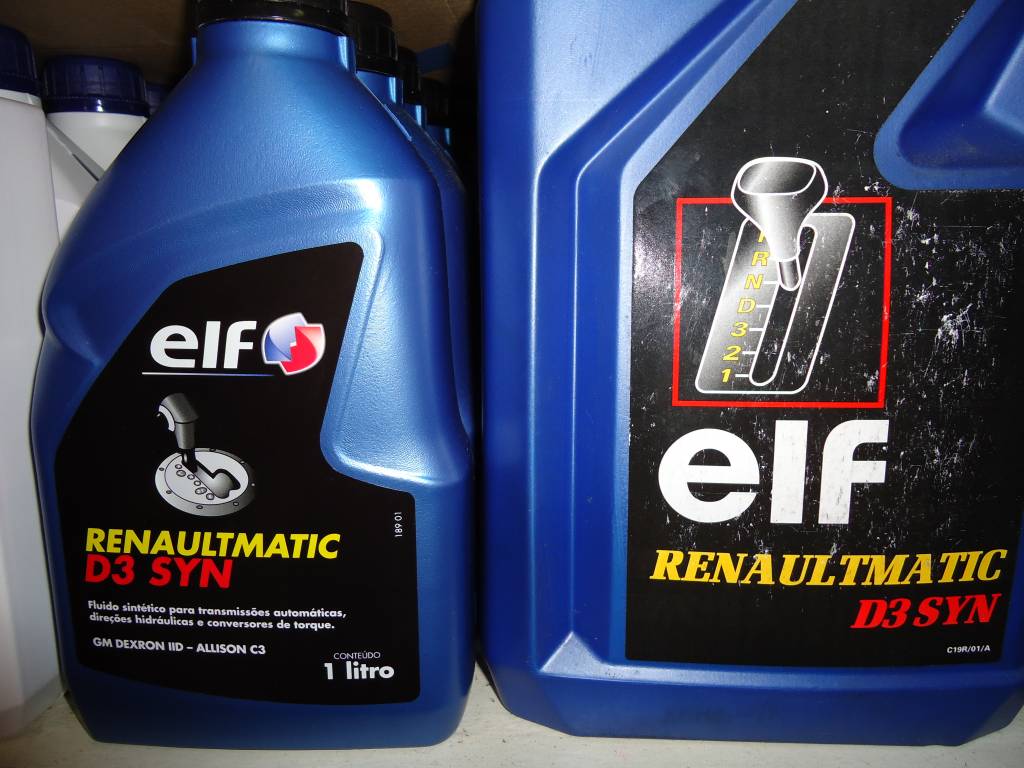 elf
RENAULTMATIC
D3 SYN
Fluido sintético para transmissões automáticas,
direções hidráulicas e conversores de torque.
GM DEXRON IID – ALLISON C3
CONTEÚDO
1 litro
189 01
R
N
D
3
2
1
elf
RENAULTMATIC
D3 SYN
C19R/01/A